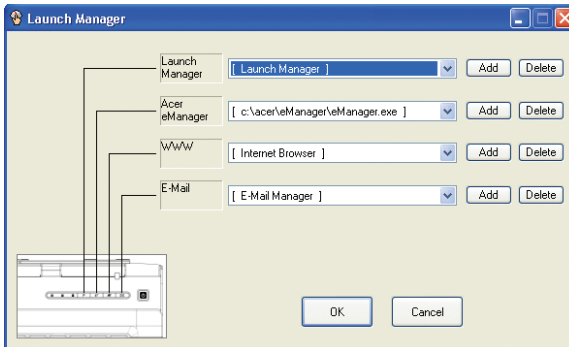 Launch Manager
Launch
Manager
[ Launch Manager ]
Add
Delete
Acer
eManager
[ c:\acer\eManager\eManager.exe ]
Add
Delete
WWW
[ Internet Browser ]
Add
Delete
E-Mail
[ E-Mail Manager ]
Add
Delete
OK
Cancel